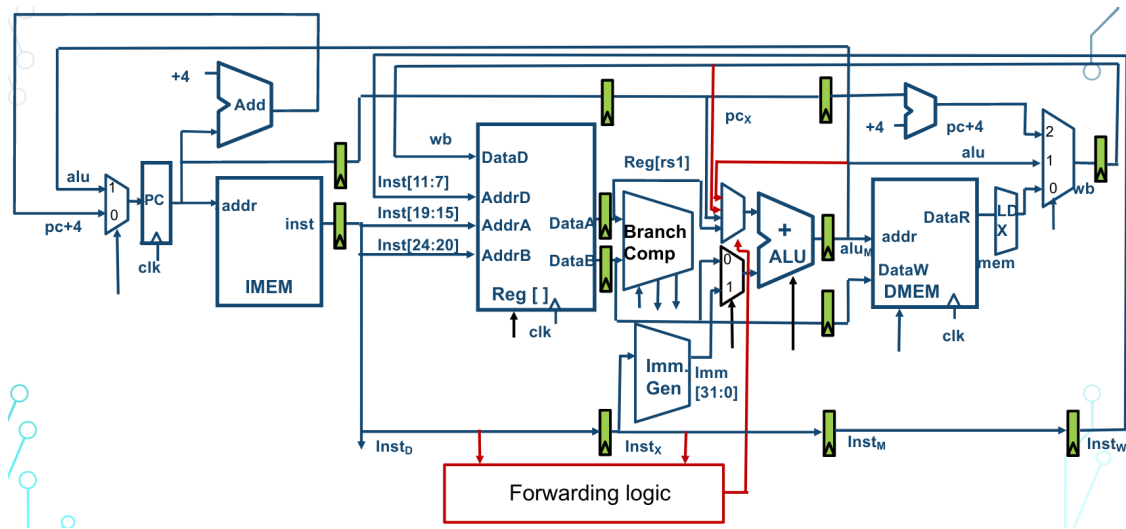 +4
Add
alu
pc+4
1
0
PC
clk
addr
inst
IMEM
wb
Inst[11:7]
Inst[19:15]
Inst[24:20]
DataD
AddrD
AddrA
AddrB
DataA
DataB
Reg [ ]
clk
Reg[rs1]
pcX
Branch
Comp
0
1
+
ALU
aluM
Imm.
Gen
Imm
[31:0]
+4
pc+4
alu
addr
DataW
DataR
DMEM
clk
LD
X
mem
2
1
0
wb
InstD
InstX
InstM
InstW
Forwarding logic